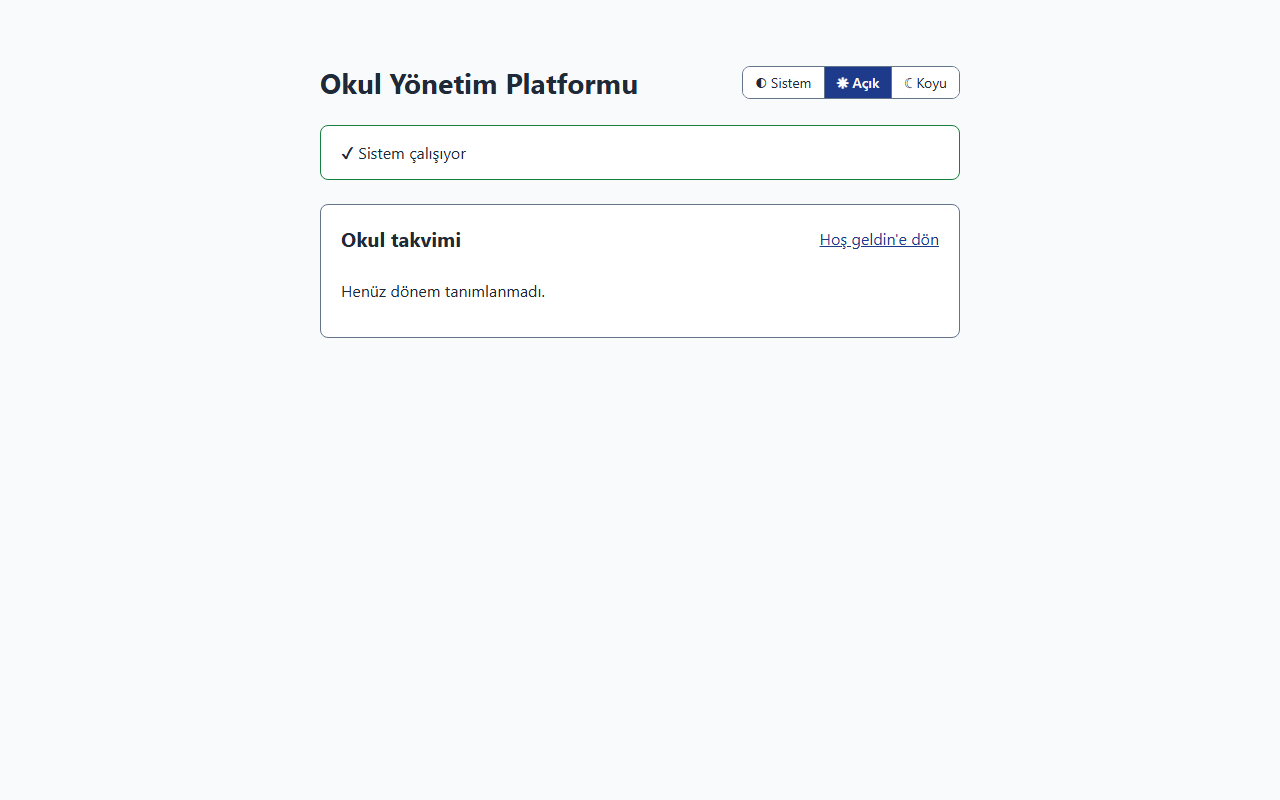 Okul Yönetim Platformu
◐ Sistem
❋ Açık
☾ Koyu
✓ Sistem çalışıyor
Okul takvimi
Hoş geldin'e dön
Henüz dönem tanımlanmadı.